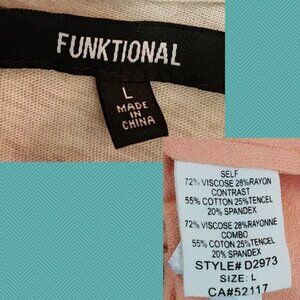 FUNKTIONAL
L
MADE
IN
CHINA
SELF
72% VISCOSE 28%RAYON
CONTRAST
55% COTTON 25%TENCEL
20% SPANDEX
72% VISCOSE 28%RAYONNE
COMBO
55% COTTON 25%TENCEL
20% SPANDEX
STYLE# D2973
SIZE: L
CA#52117